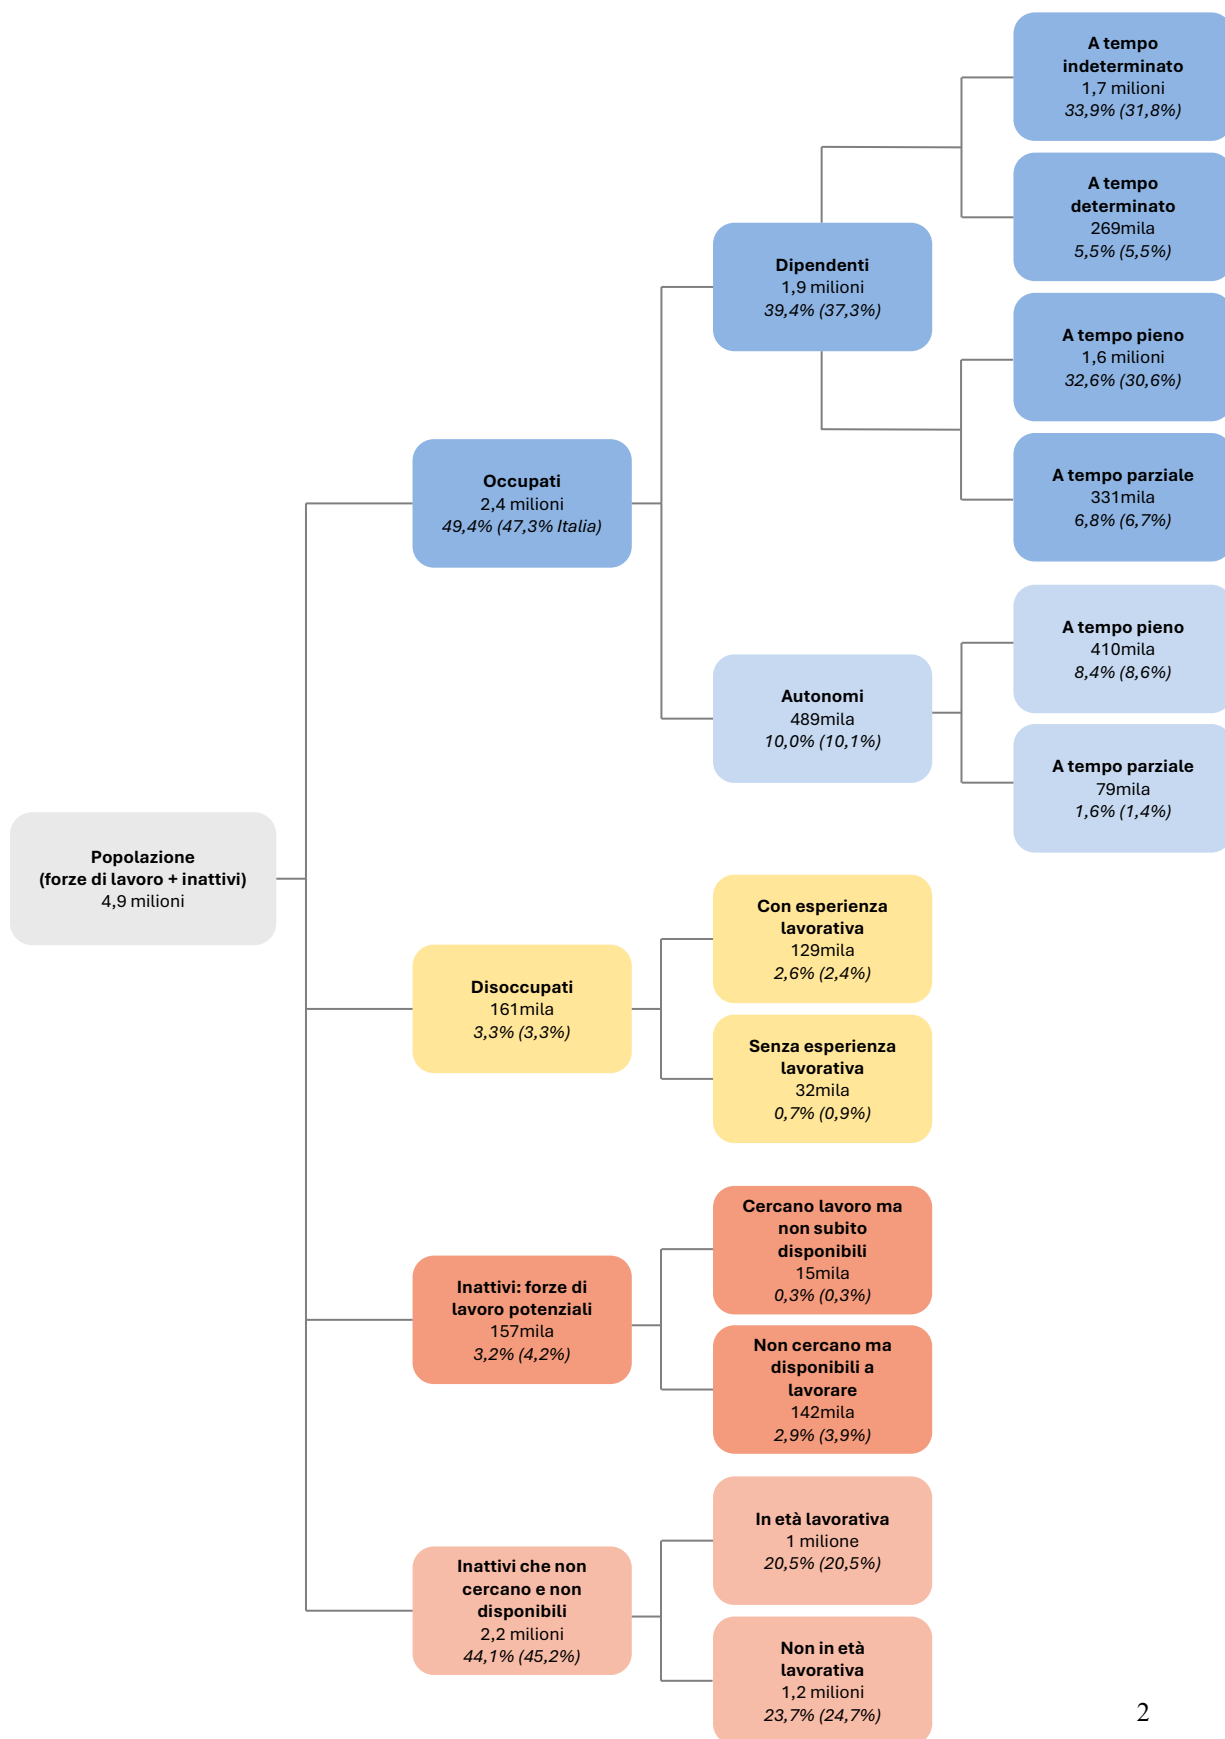 Popolazione
(forze di lavoro + inattivi)
4,9 milioni
Occupati
2,4 milioni
49,4% (47,3% Italia)
Dipendenti
1,9 milioni
39,4% (37,3%)
A tempo
indeterminato
1,7 milioni
33,9% (31,8%)
A tempo
determinato
269mila
5,5% (5,5%)
A tempo pieno
1,6 milioni
32,6% (30,6%)
A tempo parziale
331mila
6,8% (6,7%)
Autonomi
489mila
10,0% (10,1%)
A tempo pieno
410mila
8,4% (8,6%)
A tempo parziale
79mila
1,6% (1,4%)
Disoccupati
161mila
3,3% (3,3%)
Con esperienza
lavorativa
129mila
2,6% (2,4%)
Senza esperienza
lavorativa
32mila
0,7% (0,9%)
Inattivi: forze di
lavoro potenziali
157mila
3,2% (4,2%)
Cercano lavoro ma
non subito
disponibili
15mila
0,3% (0,3%)
Non cercano ma
disponibili a
lavorare
142mila
2,9% (3,9%)
Inattivi che non
cercano e non
disponibili
2,2 milioni
44,1% (45,2%)
In età lavorativa
1 milione
20,5% (20,5%)
Non in età
lavorativa
1,2 milioni
23,7% (24,7%)
2